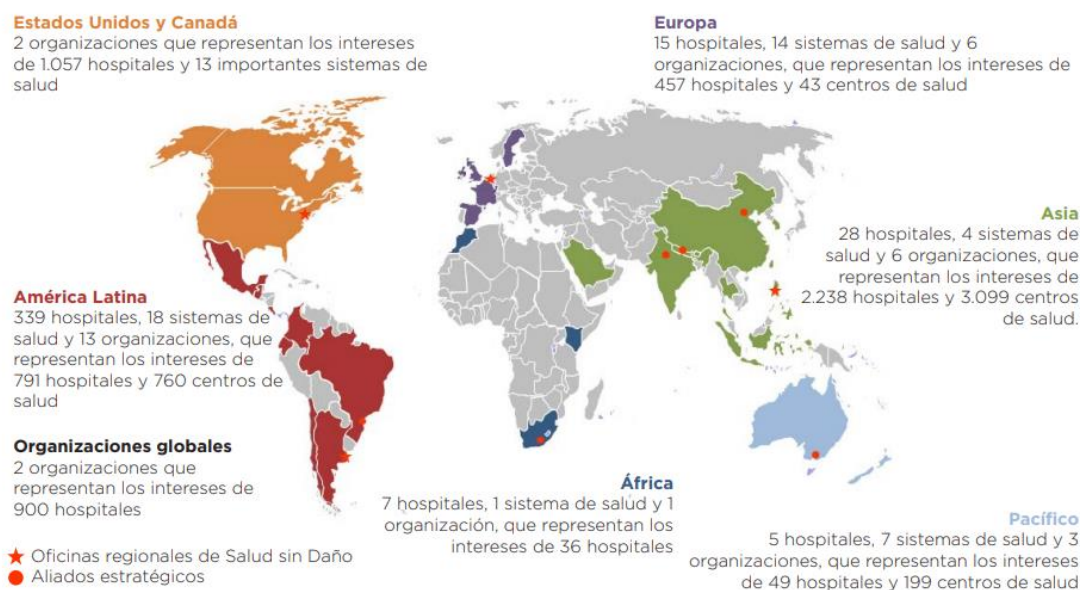 Estados Unidos y Canadá
2 organizaciones que representan los intereses
de 1.057 hospitales y 13 importantes sistemas de
salud
Europa
15 hospitales, 14 sistemas de salud y 6
organizaciones, que representan los intereses de
457 hospitales y 43 centros de salud
Asia
28 hospitales, 4 sistemas de
salud y 6 organizaciones, que
representan los intereses de
2.238 hospitales y 3.099 centros
de salud.
América Latina
339 hospitales, 18 sistemas de
salud y 13 organizaciones, que
representan los intereses de
791 hospitales y 760 centros de
salud
Organizaciones globales
2 organizaciones que
representan los intereses de
900 hospitales
África
7 hospitales, 1 sistema de salud y 1
organización, que representan los
intereses de 36 hospitales
Pacífico
5 hospitales, 7 sistemas de salud y 3
organizaciones, que representan los intereses
de 49 hospitales y 199 centros de salud
Oficinas regionales de Salud sin Daño
Aliados estratégicos